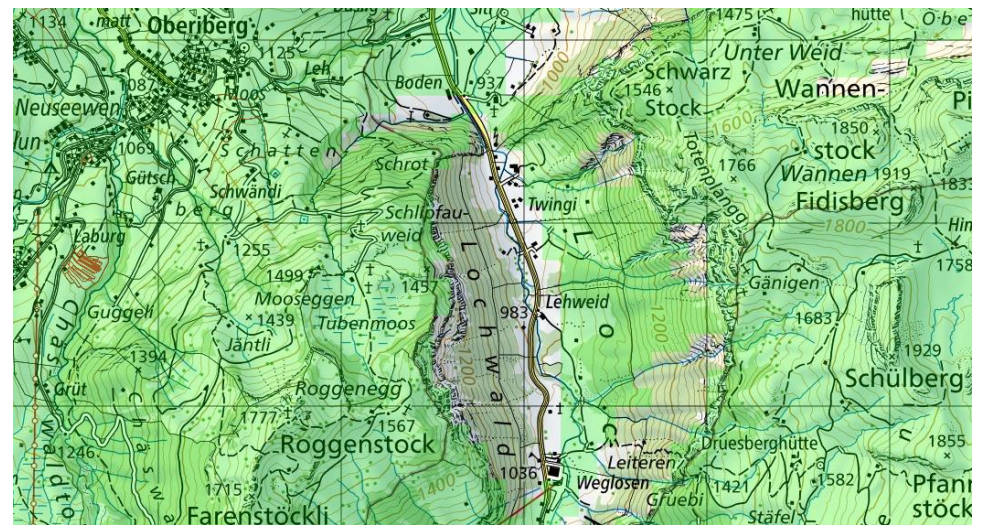 1134
matt
Oberiberg
1125
Leh
Moos
1087
Neuseewen
1069
Gütsch
Schatten-
berg
Schwändi
Schrot
Boden
937
1000
1475
hütte
Unter Weid
Schwarz
1546
Stock
Wannen-
stock
1600
1850
Wannen 1919
1833
Totenplangg
1766
Fidisberg
1800
1758
Twingi
Laburg
1255
1499
Mooseggen
1439
Jäntli
Tubenmoos
1457
Guggeli
1394
Grüt
Lochwald
983
Lehweid
1200
1200
Gänigen
1683
1929
Schülberg
Roggenegg
1777
1567
Roggenstock
1246
1715
Farenstöckli
1400
1036
Leiteren
Weglosen
Gruebi
Druesberghütte
1421
1582
Stäfel
1855
Pfann
stöck